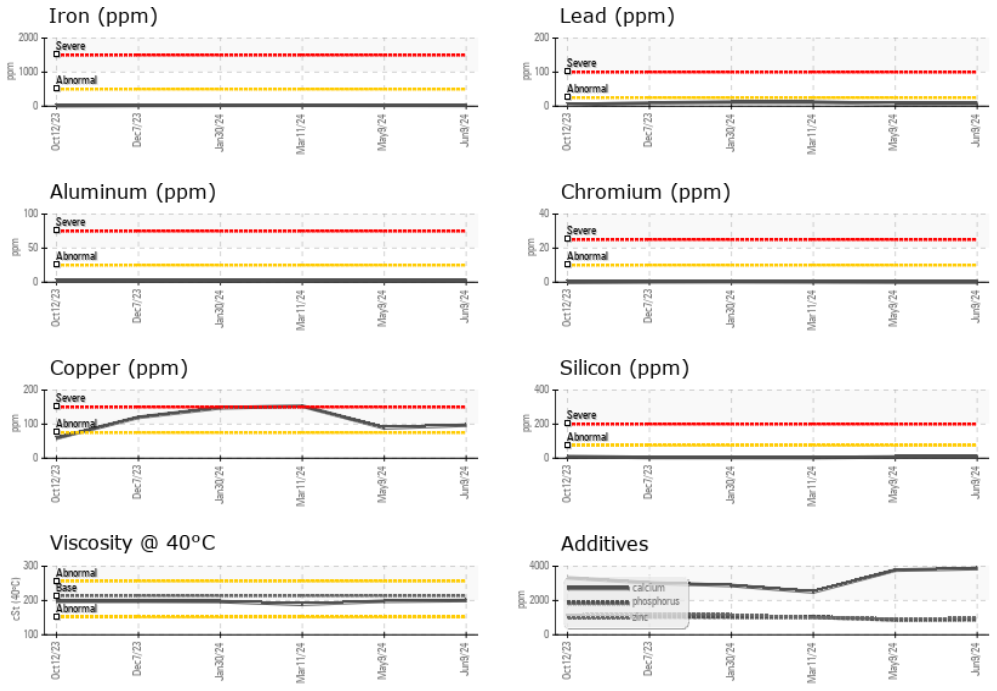 Iron (ppm)
2000
1000
0
ppm
Severe
Abnormal
Oct12/23
Dec7/23
Jan30/24
Mar11/24
May9/24
Jun9/24
Lead (ppm)
200
100
0
ppm
Severe
Abnormal
Oct12/23
Dec7/23
Jan30/24
Mar11/24
May9/24
Jun9/24
Aluminum (ppm)
100
50
0
ppm
Severe
Abnormal
Oct12/23
Dec7/23
Jan30/24
Mar11/24
May9/24
Jun9/24
Chromium (ppm)
40
20
0
ppm
Severe
Abnormal
Oct12/23
Dec7/23
Jan30/24
Mar11/24
May9/24
Jun9/24
Copper (ppm)
200
100
0
ppm
Severe
Abnormal
Oct12/23
Dec7/23
Jan30/24
Mar11/24
May9/24
Jun9/24
Silicon (ppm)
400
200
0
ppm
Severe
Abnormal
Oct12/23
Dec7/23
Jan30/24
Mar11/24
May9/24
Jun9/24
Viscosity @ 40°C
300
200
100
cSt (40°C)
Abnormal
Base
Abnormal
Oct12/23
Dec7/23
Jan30/24
Mar11/24
May9/24
Jun9/24
Additives
4000
2000
0
ppm
calcium
phosphorus
zinc
Oct12/23
Dec7/23
Jan30/24
Mar11/24
May9/24
Jun9/24